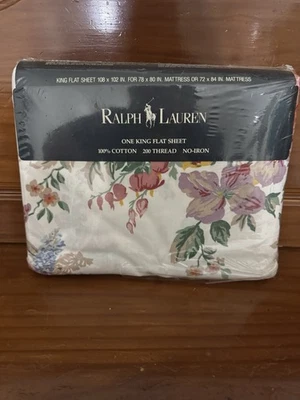 KING FLAT SHEET 108 x 102 IN. FOR 78 x 80 IN. MATTRESS OR 72 x 84 IN. MATTRESS
RALPH LAUREN
ONE KING FLAT SHEET
100% COTTON 200 THREAD NO-IRON